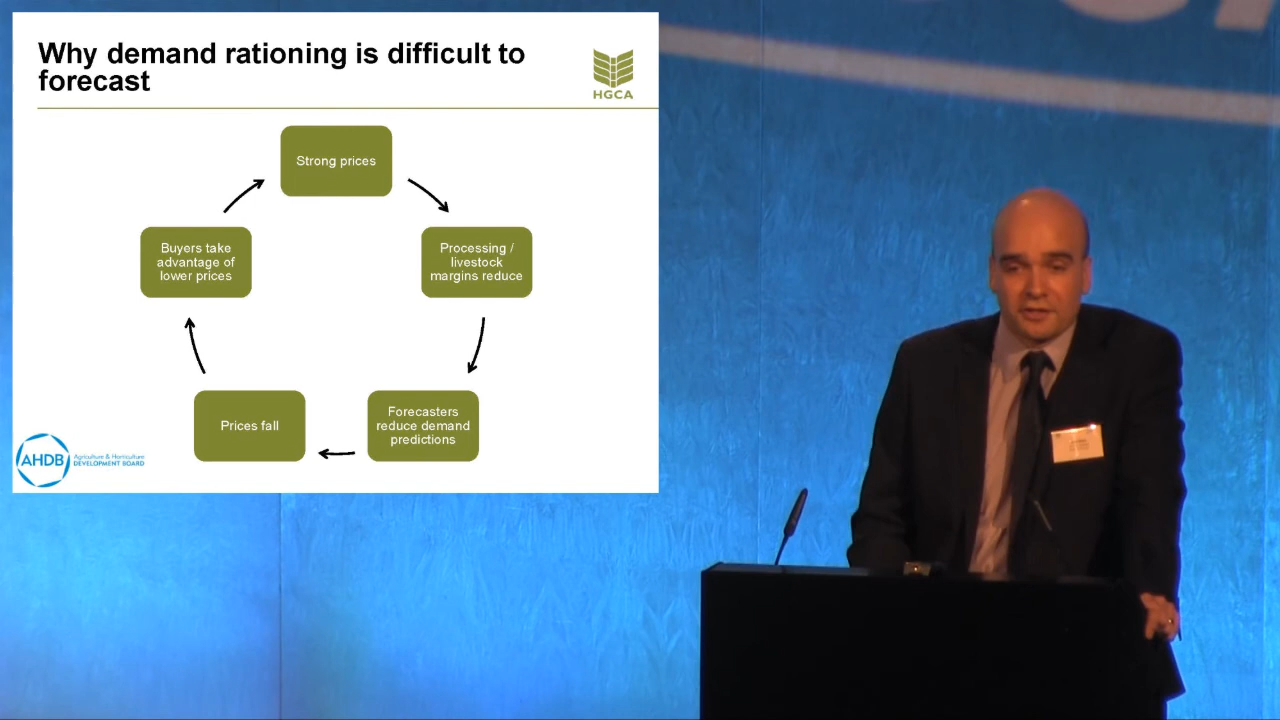 Why demand rationing is difficult to
forecast
HGCA
Strong prices
Processing /
livestock
margins reduce
Forecasters
reduce demand
predictions
Prices fall
Buyers take
advantage of
lower prices
AHDB
Agriculture & Horticulture
DEVELOPMENT BOARD